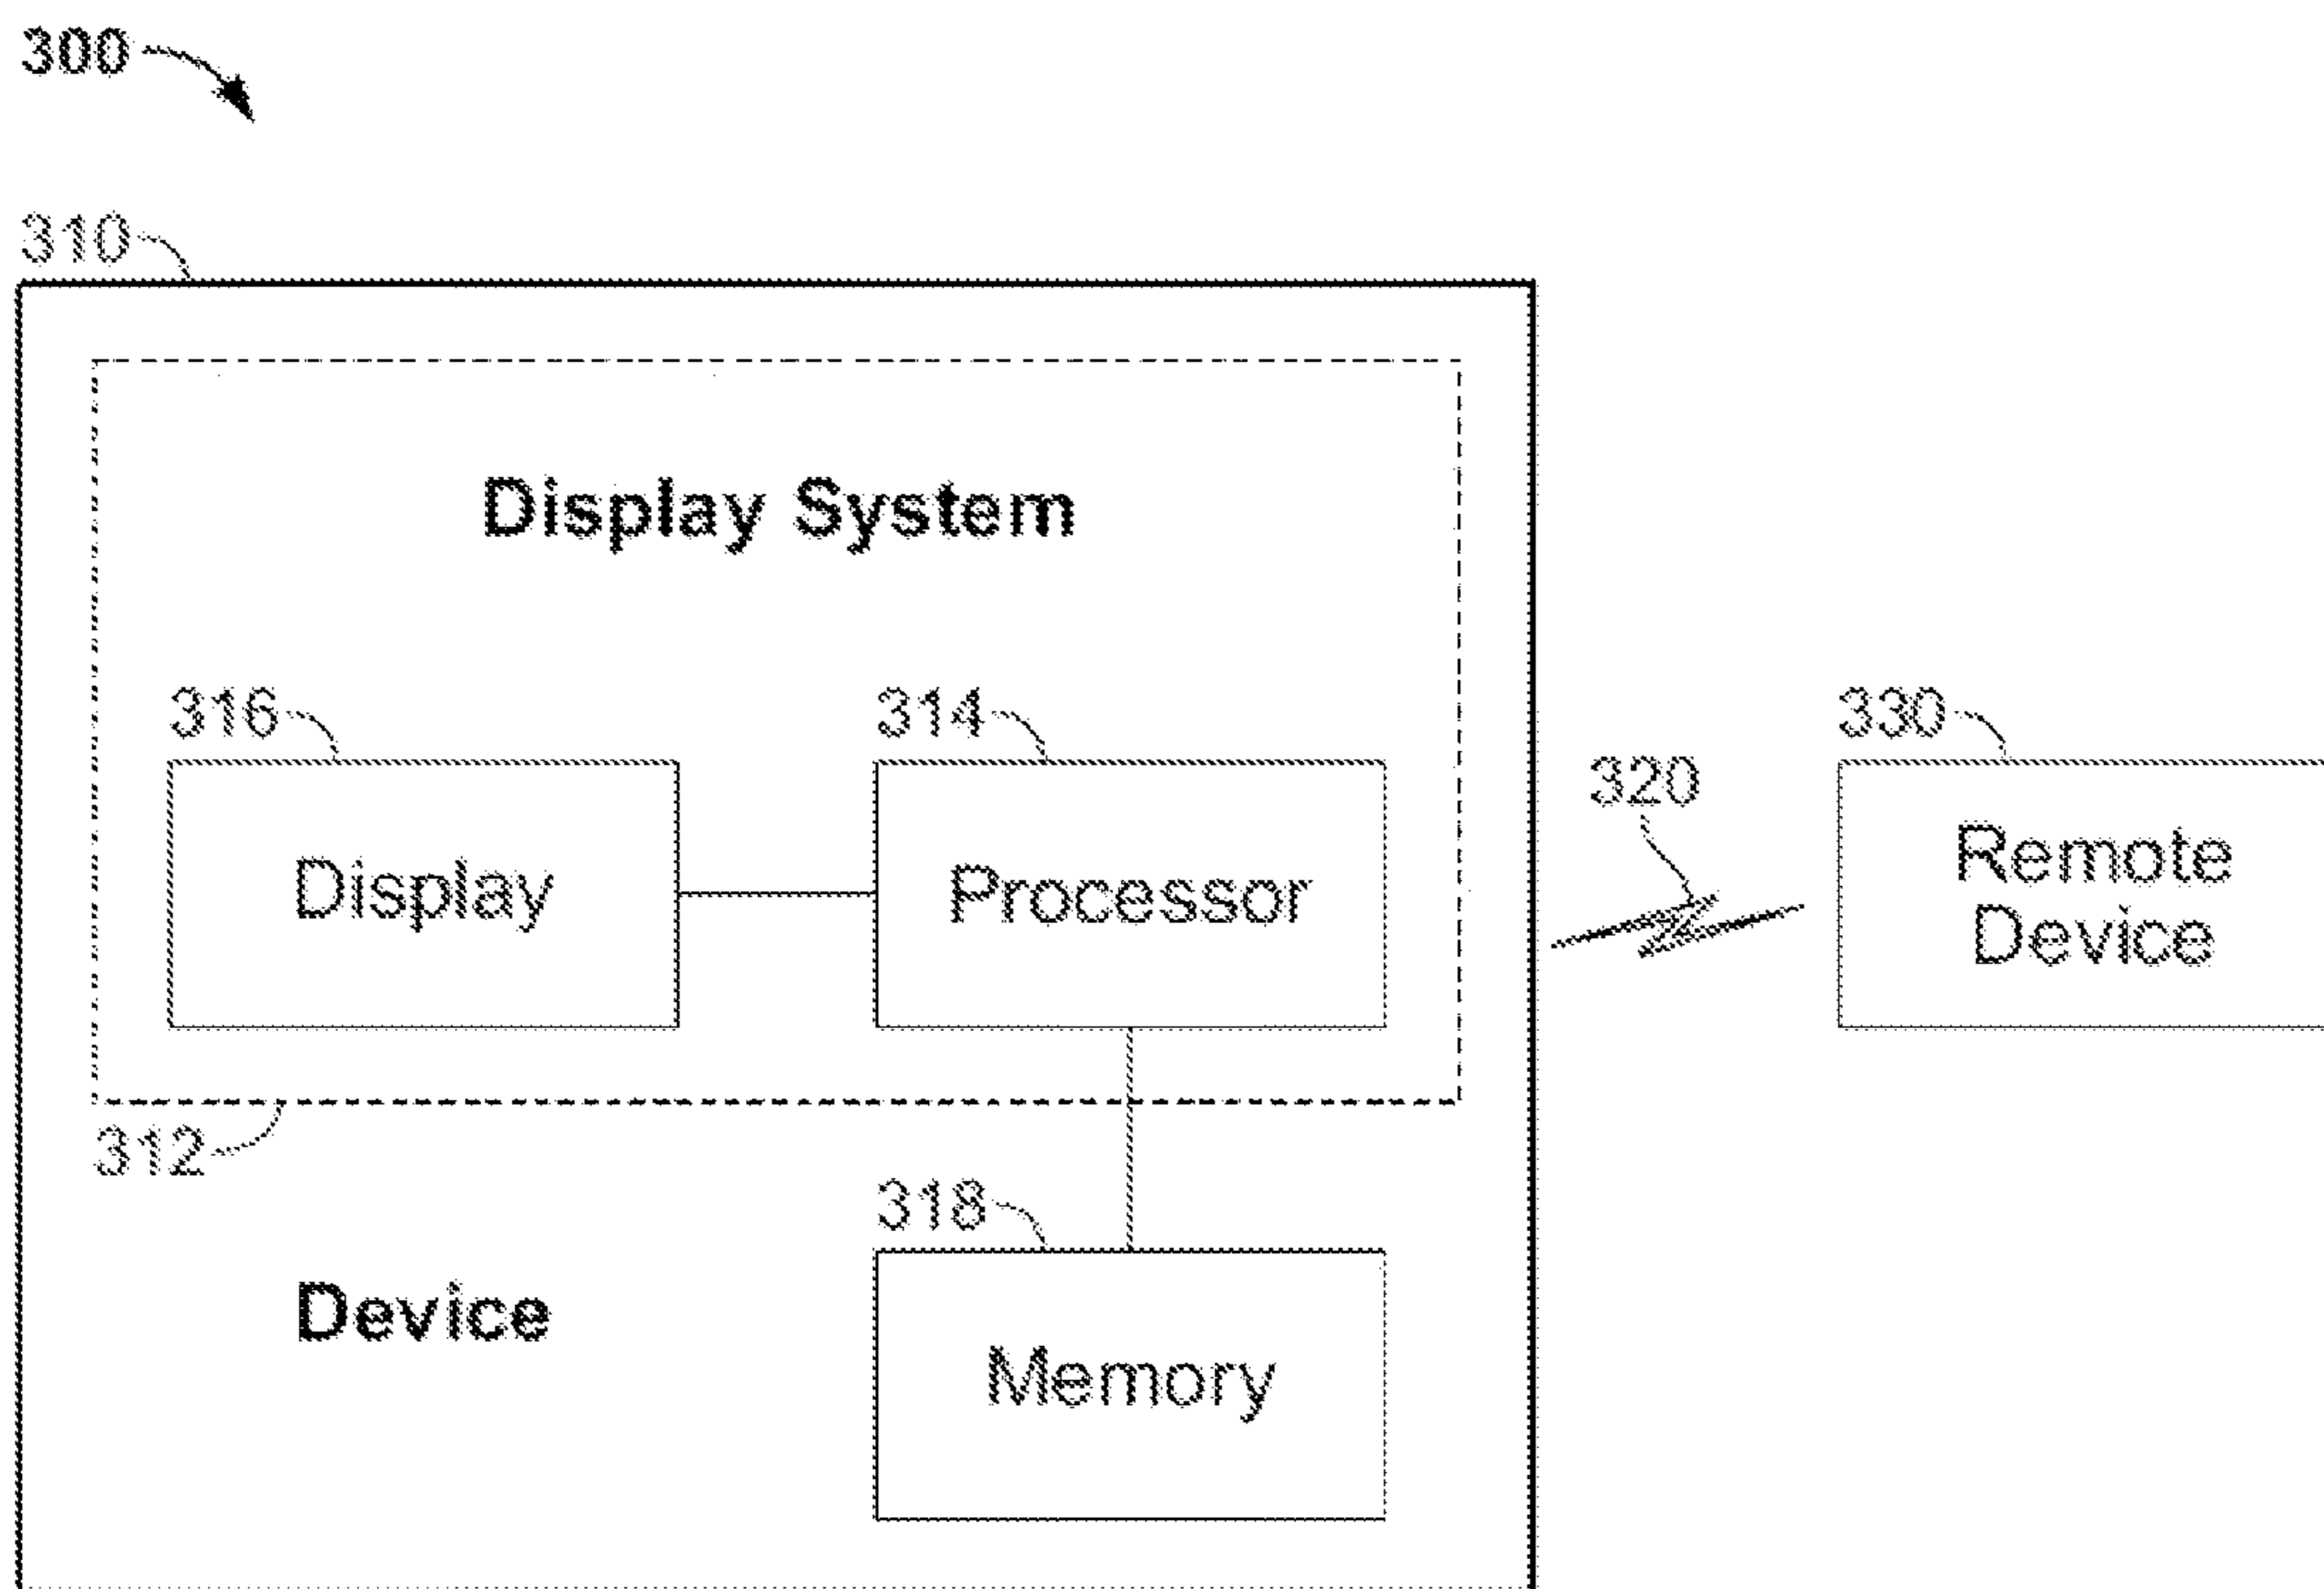 300
310
Display System
316
314
330
320
Display
Processor
Remote
Device
312
318
Device
Memory